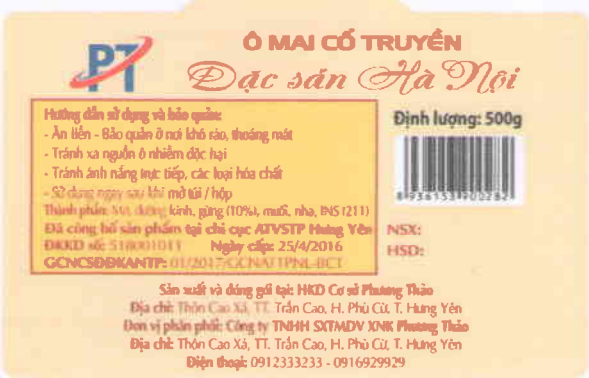 PT
Ô MAI CỔ TRUYỀN
Đặc sản Hà Nội
Hướng dẫn sử dụng và bảo quản:
- Ăn liền - Bảo quản ở nơi khô ráo, thoáng mát
- Tránh xa nguồn ô nhiễm độc hại
- Tránh ánh nắng trực tiếp, các loại hóa chất
- Sử dụng ngay sau khi mở túi / hộp
Thành phần: Mơ, đường kính, gừng (10%), muối, nha, INS (211)
Đã công bố sản phẩm tại chi cục ATVSTP Hưng Yên
ĐKKD số: 518001011 Ngày cấp: 25/4/2016
GCNCSĐĐKANTP: 01/2017/GCNATTPNL-BCT
Định lượng: 500g
8 936153 900282
NSX:
HSD:
Sản xuất và đóng gói tại: HKD Cơ sở Phương Thảo
Địa chỉ: Thôn Cao Xá, TT. Trần Cao, H. Phù Cừ, T. Hưng Yên
Đơn vị phân phối: Công ty TNHH SXTMDV XNK Phương Thảo
Địa chỉ: Thôn Cao Xá, TT. Trần Cao, H. Phù Cừ, T. Hưng Yên
Điện thoại: 0912333233 - 0916929929